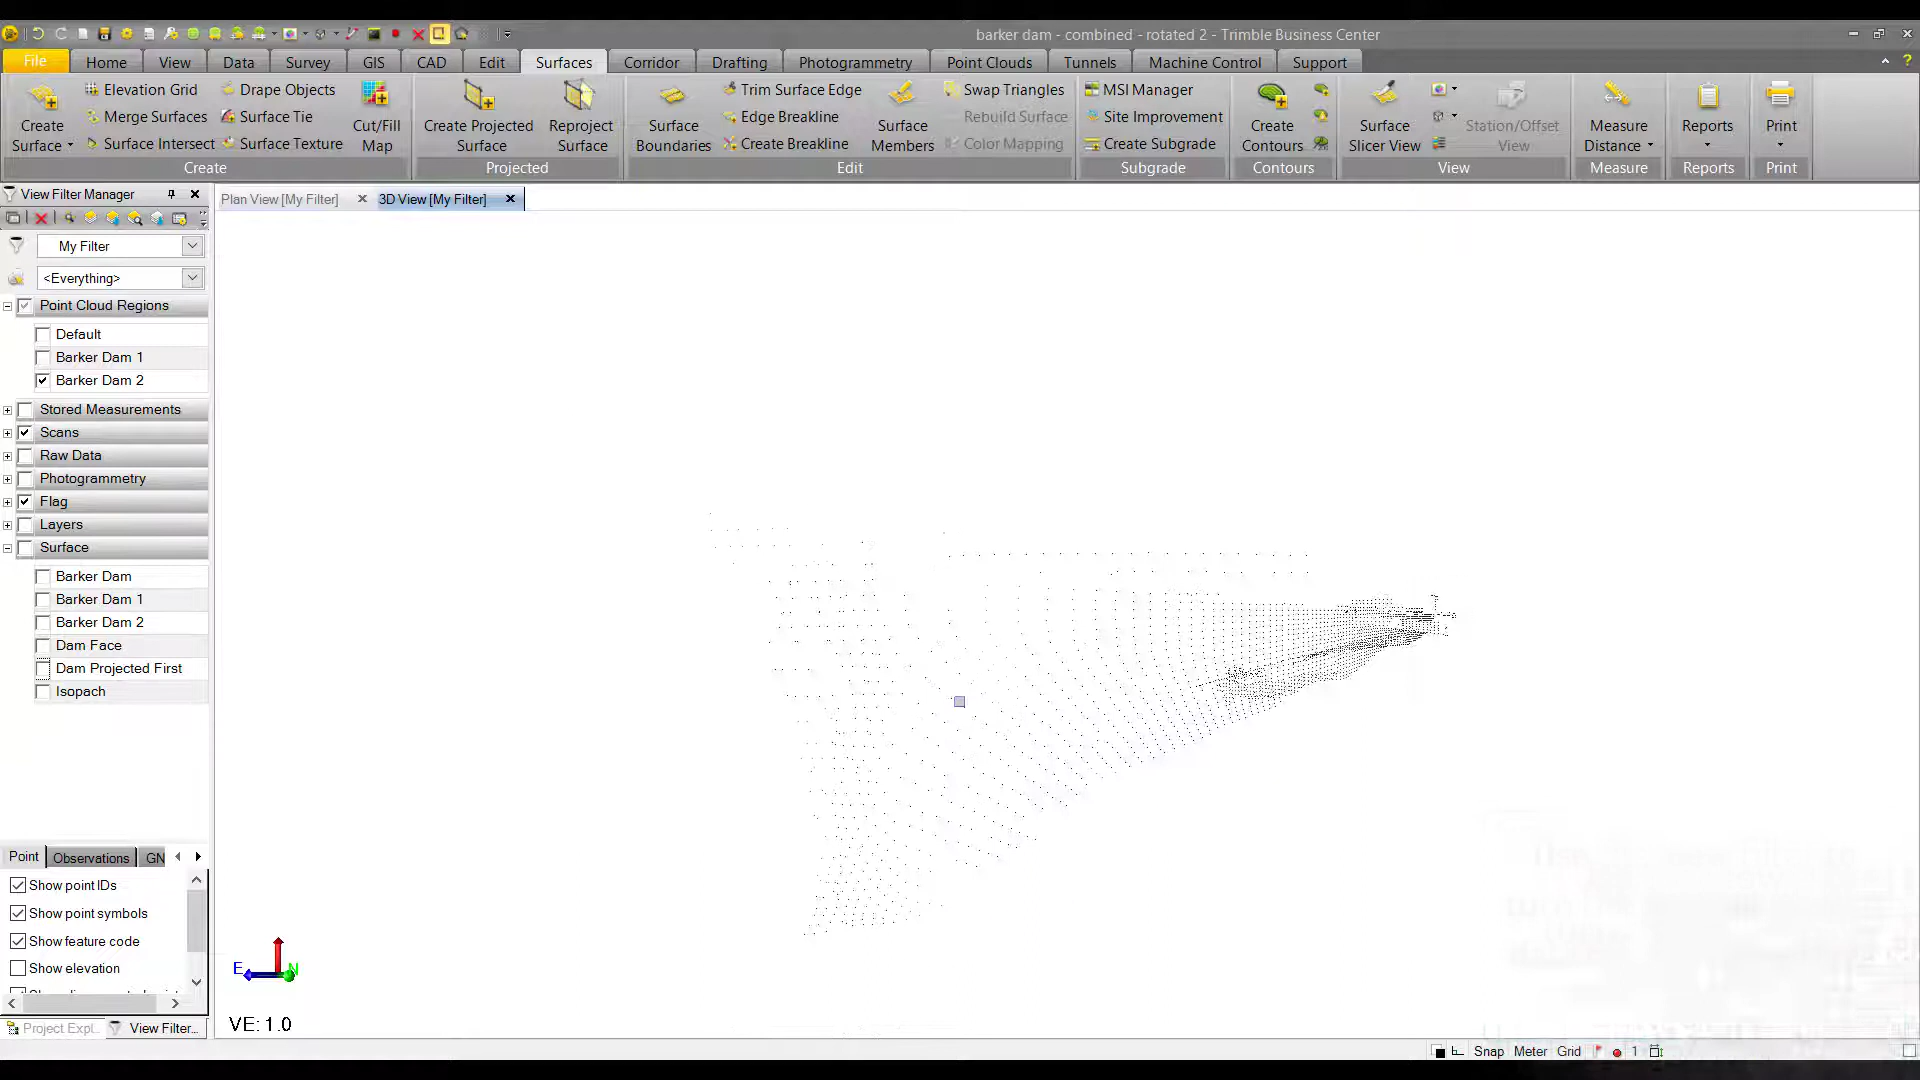 barker dam - combined - rotated 2 - Trimble Business Center
File Home View Data Survey GIS CAD Edit Surfaces Corridor Drafting Photogrammetry Point Clouds Tunnels Machine Control Support
Create Surface
Elevation Grid
Merge Surfaces
Surface Intersect
Drape Objects
Surface Tie
Surface Texture
Cut/Fill Map
Create
Create Projected Surface
Reproject Surface
Projected
Surface Boundaries
Trim Surface Edge
Edge Breakline
Create Breakline
Surface Members
Swap Triangles
Rebuild Surface
Color Mapping
Edit
MSI Manager
Site Improvement
Create Subgrade
Subgrade
Create Contours
Contours
Surface Slicer View
Station/Offset View
View
Measure Distance
Measure
Reports
Reports
Print
Print
View Filter Manager
Plan View [My Filter]
3D View [My Filter]
My Filter
<Everything>
Point Cloud Regions
Default
Barker Dam 1
Barker Dam 2
Stored Measurements
Scans
Raw Data
Photogrammetry
Flag
Layers
Surface
Barker Dam
Barker Dam 1
Barker Dam 2
Dam Face
Dam Projected First
Isopach
Point Observations GN
Show point IDs
Show point symbols
Show feature code
Show elevation
Project Expl...
View Filter...
E N
VE: 1.0
Snap Meter Grid 1